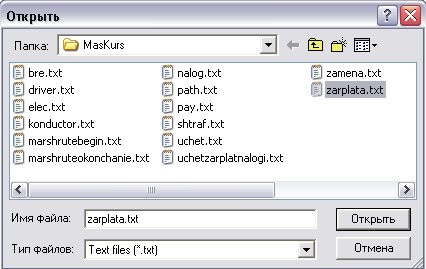 Открыть
Папка: MasKurs
bre.txt
driver.txt
elec.txt
konductor.txt
marshrutebegin.txt
marshruteokonchanie.txt
nalog.txt
path.txt
pay.txt
shtraf.txt
uchet.txt
uchetzarplatnalogi.txt
zamena.txt
zarplata.txt
Имя файла: zarplata.txt Открыть
Тип файлов: Text files (*.txt) Отмена